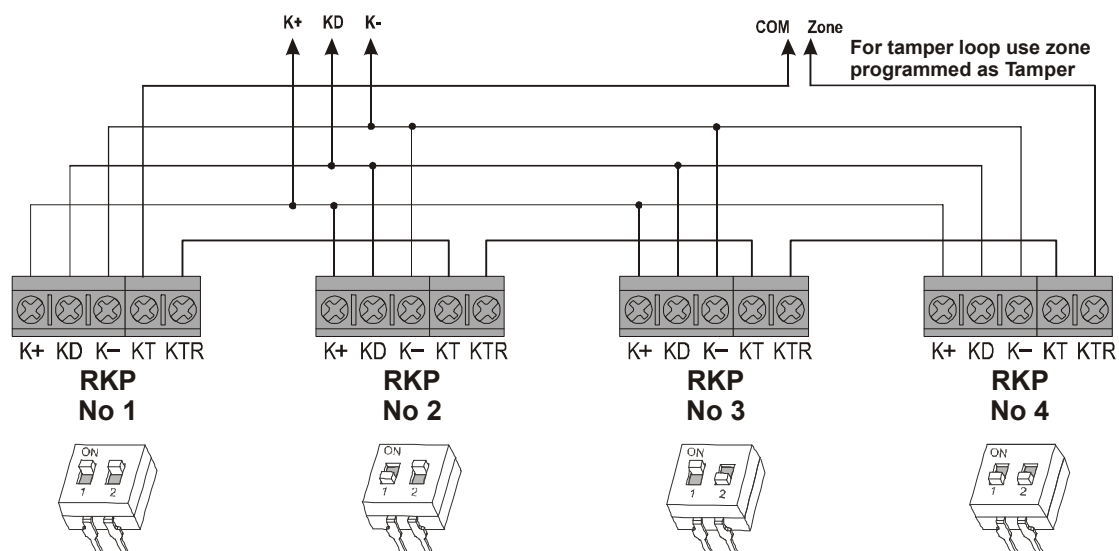 K+ KD K-
COM Zone
For tamper loop use zone
programmed as Tamper
K+ KD K– KT KTR
RKP
No 1
K+ KD K– KT KTR
RKP
No 2
K+ KD K– KT KTR
RKP
No 3
K+ KD K– KT KTR
RKP
No 4
ON
1 2
ON
1 2
ON
1 2
ON
1 2